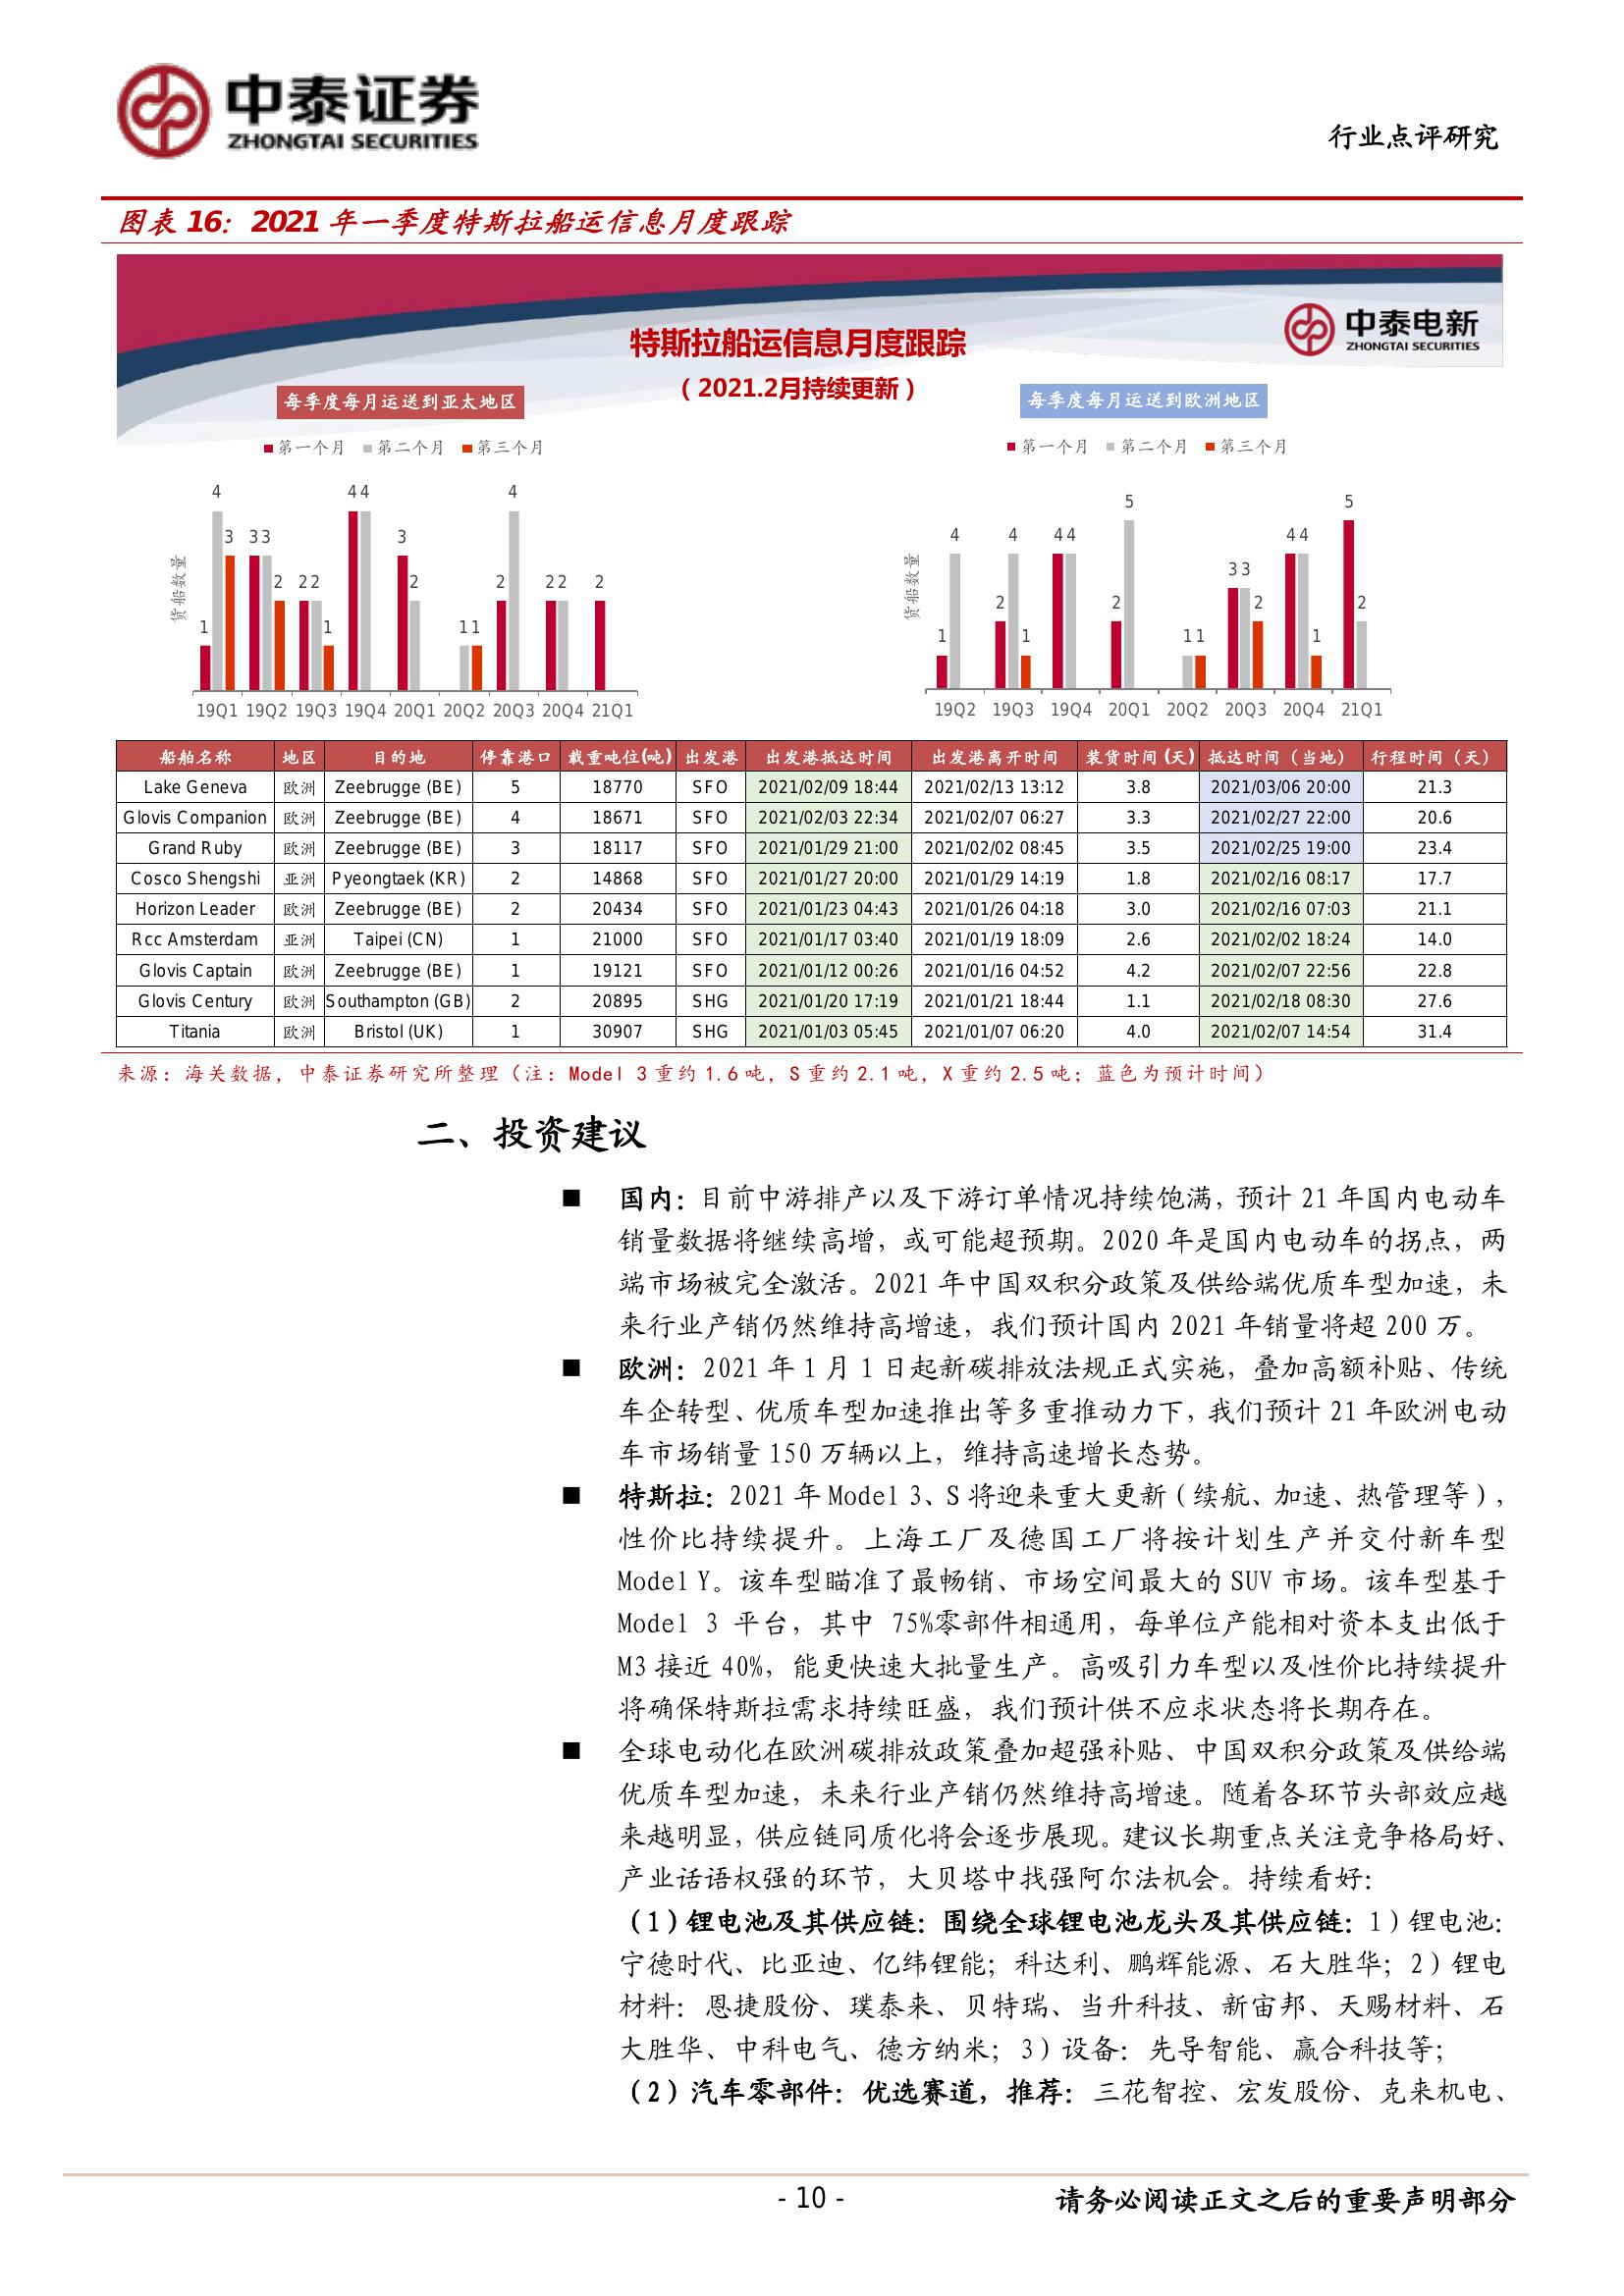 中泰证券
ZHONGTAI SECURITIES
行业点评研究
图表 16：2021 年一季度特斯拉船运信息月度跟踪
特斯拉船运信息月度跟踪
（2021.2月持续更新）
中泰电新
ZHONGTAI SECURITIES
每季度每月运送到亚太地区
第一个月 第二个月 第三个月
货船数量
1 4 3 3 3 2 2 2 1 4 4 3 2 1 1 2 4 2 2 2
19Q1 19Q2 19Q3 19Q4 20Q1 20Q2 20Q3 20Q4 21Q1
每季度每月运送到欧洲地区
第一个月 第二个月 第三个月
货船数量
1 4 2 4 1 4 4 2 5 1 1 3 3 2 4 4 1 5 2
19Q2 19Q3 19Q4 20Q1 20Q2 20Q3 20Q4 21Q1
船舶名称 地区 目的地 停靠港口 载重吨位(吨) 出发港 出发港抵达时间 出发港离开时间 装货时间(天) 抵达时间（当地） 行程时间（天）
Lake Geneva 欧洲 Zeebrugge (BE) 5 18770 SFO 2021/02/09 18:44 2021/02/13 13:12 3.8 2021/03/06 20:00 21.3
Glovis Companion 欧洲 Zeebrugge (BE) 4 18671 SFO 2021/02/03 22:34 2021/02/07 06:27 3.3 2021/02/27 22:00 20.6
Grand Ruby 欧洲 Zeebrugge (BE) 3 18117 SFO 2021/01/29 21:00 2021/02/02 08:45 3.5 2021/02/25 19:00 23.4
Cosco Shengshi 亚洲 Pyeongtaek (KR) 2 14868 SFO 2021/01/27 20:00 2021/01/29 14:19 1.8 2021/02/16 08:17 17.7
Horizon Leader 欧洲 Zeebrugge (BE) 2 20434 SFO 2021/01/23 04:43 2021/01/26 04:18 3.0 2021/02/16 07:03 21.1
Rcc Amsterdam 亚洲 Taipei (CN) 1 21000 SFO 2021/01/17 03:40 2021/01/19 18:09 2.6 2021/02/02 18:24 14.0
Glovis Captain 欧洲 Zeebrugge (BE) 1 19121 SFO 2021/01/12 00:26 2021/01/16 04:52 4.2 2021/02/07 22:56 22.8
Glovis Century 欧洲 Southampton (GB) 2 20895 SHG 2021/01/20 17:19 2021/01/21 18:44 1.1 2021/02/18 08:30 27.6
Titania 欧洲 Bristol (UK) 1 30907 SHG 2021/01/03 05:45 2021/01/07 06:20 4.0 2021/02/07 14:54 31.4
来源：海关数据，中泰证券研究所整理（注：Model 3 重约 1.6 吨，S 重约 2.1 吨，X 重约 2.5 吨；蓝色为预计时间）
二、投资建议
■ 国内：目前中游排产以及下游订单情况持续饱满，预计 21 年国内电动车
销量数据将继续高增，或可能超预期。2020 年是国内电动车的拐点，两
端市场被完全激活。2021 年中国双积分政策及供给端优质车型加速，未
来行业产销仍然维持高增速，我们预计国内 2021 年销量将超 200 万。
■ 欧洲：2021 年 1 月 1 日起新碳排放法规正式实施，叠加高额补贴、传统
车企转型、优质车型加速推出等多重推动力下，我们预计 21 年欧洲电动
车市场销量 150 万辆以上，维持高速增长态势。
■ 特斯拉：2021 年 Model 3、S 将迎来重大更新（续航、加速、热管理等），
性价比持续提升。上海工厂及德国工厂将按计划生产并交付新车型
Model Y。该车型瞄准了最畅销、市场空间最大的 SUV 市场。该车型基于
Model 3 平台，其中 75%零部件相通用，每单位产能相对资本支出低于
M3 接近 40%，能更快速大批量生产。高吸引力车型以及性价比持续提升
将确保特斯拉需求持续旺盛，我们预计供不应求状态将长期存在。
■ 全球电动化在欧洲碳排放政策叠加超强补贴、中国双积分政策及供给端
优质车型加速，未来行业产销仍然维持高增速。随着各环节头部效应越
来越明显，供应链同质化将会逐步展现。建议长期重点关注竞争格局好、
产业话语权强的环节，大贝塔中找强阿尔法机会。持续看好：
（1）锂电池及其供应链：围绕全球锂电池龙头及其供应链：1）锂电池：
宁德时代、比亚迪、亿纬锂能；科达利、鹏辉能源、石大胜华；2）锂电
材料：恩捷股份、璞泰来、贝特瑞、当升科技、新宙邦、天赐材料、石
大胜华、中科电气、德方纳米；3）设备：先导智能、赢合科技等；
（2）汽车零部件：优选赛道，推荐：三花智控、宏发股份、克来机电、
- 10 -
请务必阅读正文之后的重要声明部分